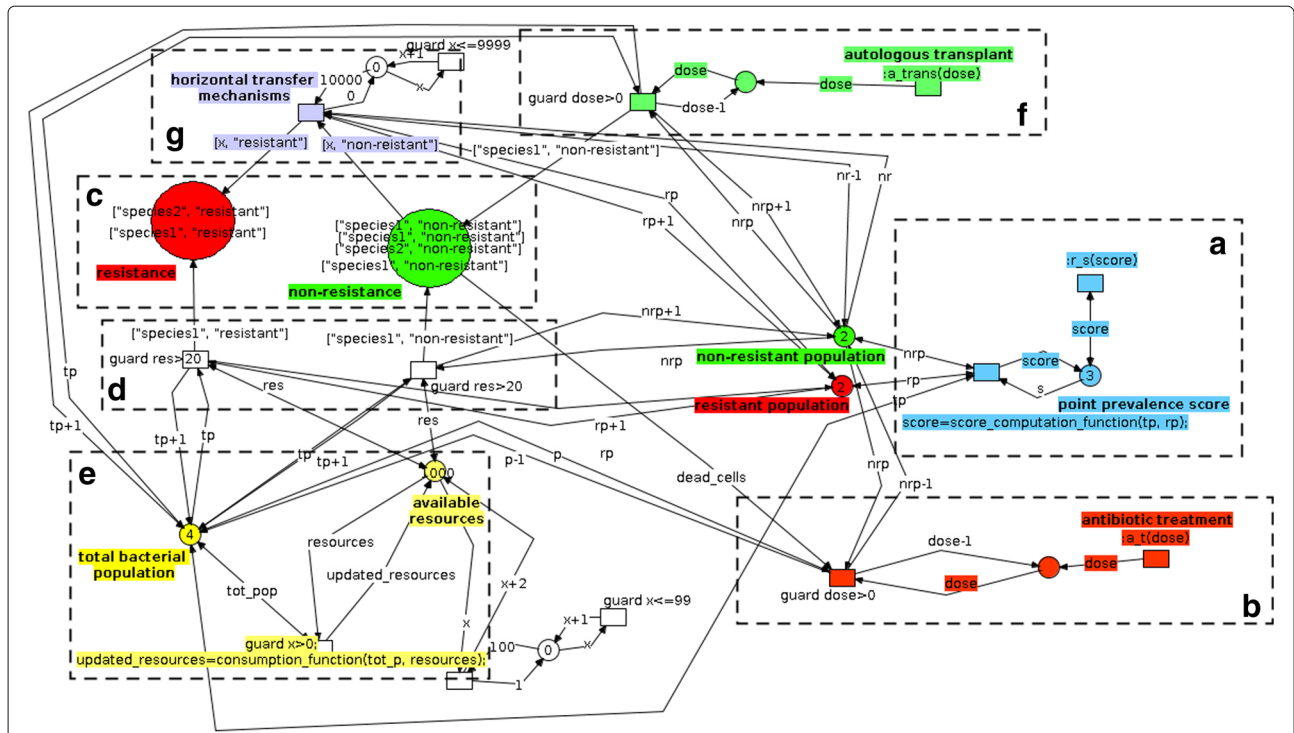 guard x<=9999
x+1
0
10000
x
0
horizontal transfer
mechanisms
g
[x, "resistant"]
[x, "non-reistant"]
autologous transplant
:a_trans(dose)
dose
dose
guard dose>0
dose-1
f
["species1", "non-resistant"]
nr-1
nr
rp
rp+1
nrp+1
nrp
c
["species2", "resistant"]
["species1", "resistant"]
resistance
["species1", "non-resistant"]
["species1", "non-resistant"]
["species2", "non-resistant"]
["species1", "non-resistant"]
non-resistance
a
:r_s(score)
score
score
3
s
nrp
rp
tp
point prevalence score
score=score_computation_function(tp, rp);
["species1", "resistant"]
guard res>20
["species1", "non-resistant"]
guard res>20
d
nrp+1
nrp
2
non-resistant population
2
resistant population
rp+1
rp
res
res
tp
tp+1
tp+1
tp
tp
tp+1
p-1
p
dead_cells
nrp
nrp-1
e
000
available
resources
4
total bacterial
population
resources
updated_resources
tot_pop
x+2
x
guard x>0;
updated_resources=consumption_function(tot_p, resources);
guard x<=99
x+1
100
0
x
1
antibiotic treatment
:a_t(dose)
dose-1
dose
dose
guard dose>0
b